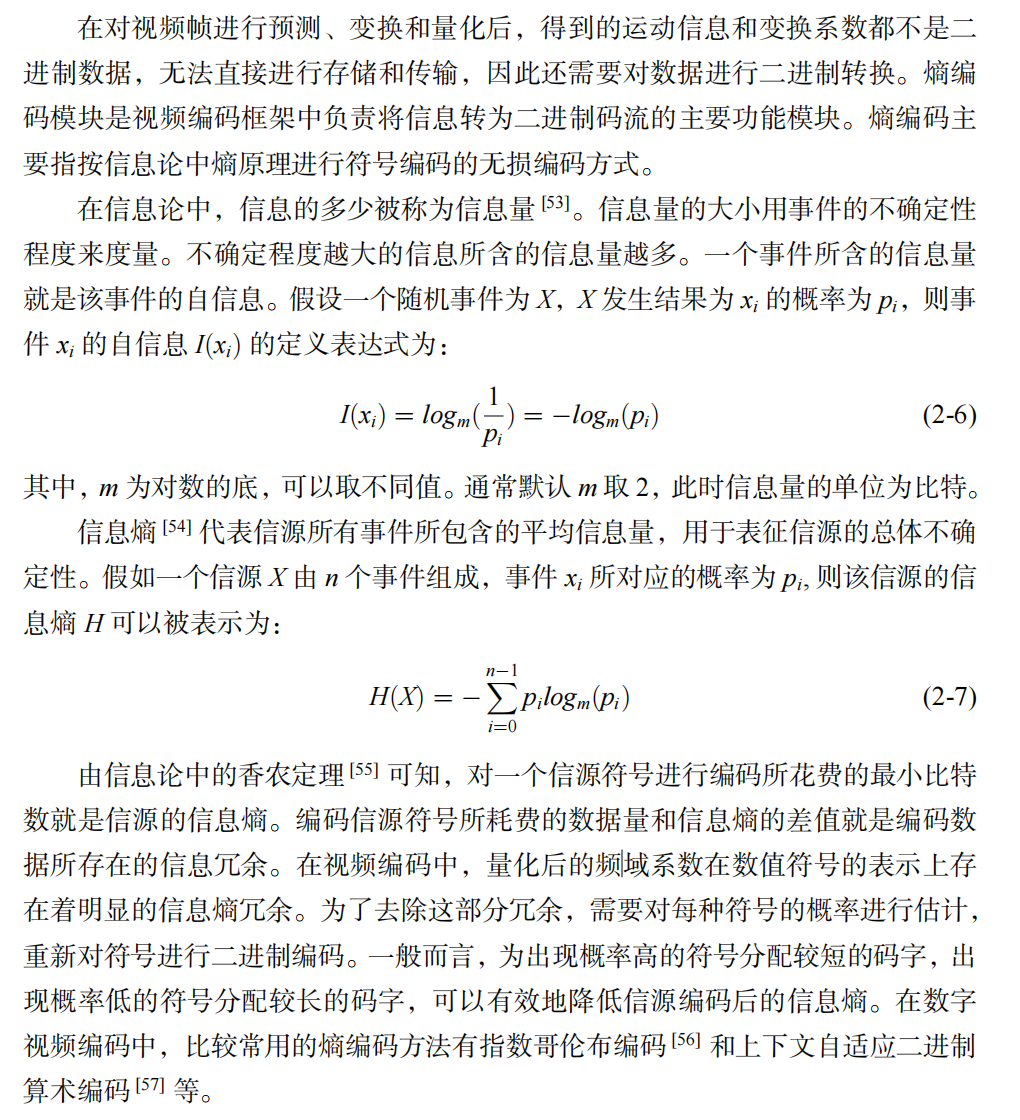 在对视频帧进行预测、变换和量化后，得到的运动信息和变换系数都不是二
进制数据，无法直接进行存储和传输，因此还需要对数据进行二进制转换。熵编
码模块是视频编码框架中负责将信息转为二进制码流的主要功能模块。熵编码主
要指按信息论中熵原理进行符号编码的无损编码方式。
在信息论中，信息的多少被称为信息量 [53]。信息量的大小用事件的不确定性
程度来度量。不确定程度越大的信息所含的信息量越多。一个事件所含的信息量
就是该事件的自信息。假设一个随机事件为 X，X 发生结果为 xᵢ 的概率为 pᵢ，则事
件 xᵢ 的自信息 I(xᵢ) 的定义表达式为：
I(xᵢ) = logₘ(1/pᵢ) = −logₘ(pᵢ) (2-6)
其中，m 为对数的底，可以取不同值。通常默认 m 取 2，此时信息量的单位为比特。
信息熵 [54] 代表信源所有事件所包含的平均信息量，用于表征信源的总体不确
定性。假如一个信源 X 由 n 个事件组成，事件 xᵢ 所对应的概率为 pᵢ, 则该信源的信
息熵 H 可以被表示为：
H(X) = − ∑_{i=0}^{n−1} pᵢlogₘ(pᵢ) (2-7)
由信息论中的香农定理 [55] 可知，对一个信源符号进行编码所花费的最小比特
数就是信源的信息熵。编码信源符号所耗费的数据量和信息熵的差值就是编码数
据所存在的信息冗余。在视频编码中，量化后的频域系数在数值符号的表示上存
在着明显的信息熵冗余。为了去除这部分冗余，需要对每种符号的概率进行估计，
重新对符号进行二进制编码。一般而言，为出现概率高的符号分配较短的码字，出
现概率低的符号分配较长的码字，可以有效地降低信源编码后的信息熵。在数字
视频编码中，比较常用的熵编码方法有指数哥伦布编码 [56] 和上下文自适应二进制
算术编码 [57] 等。